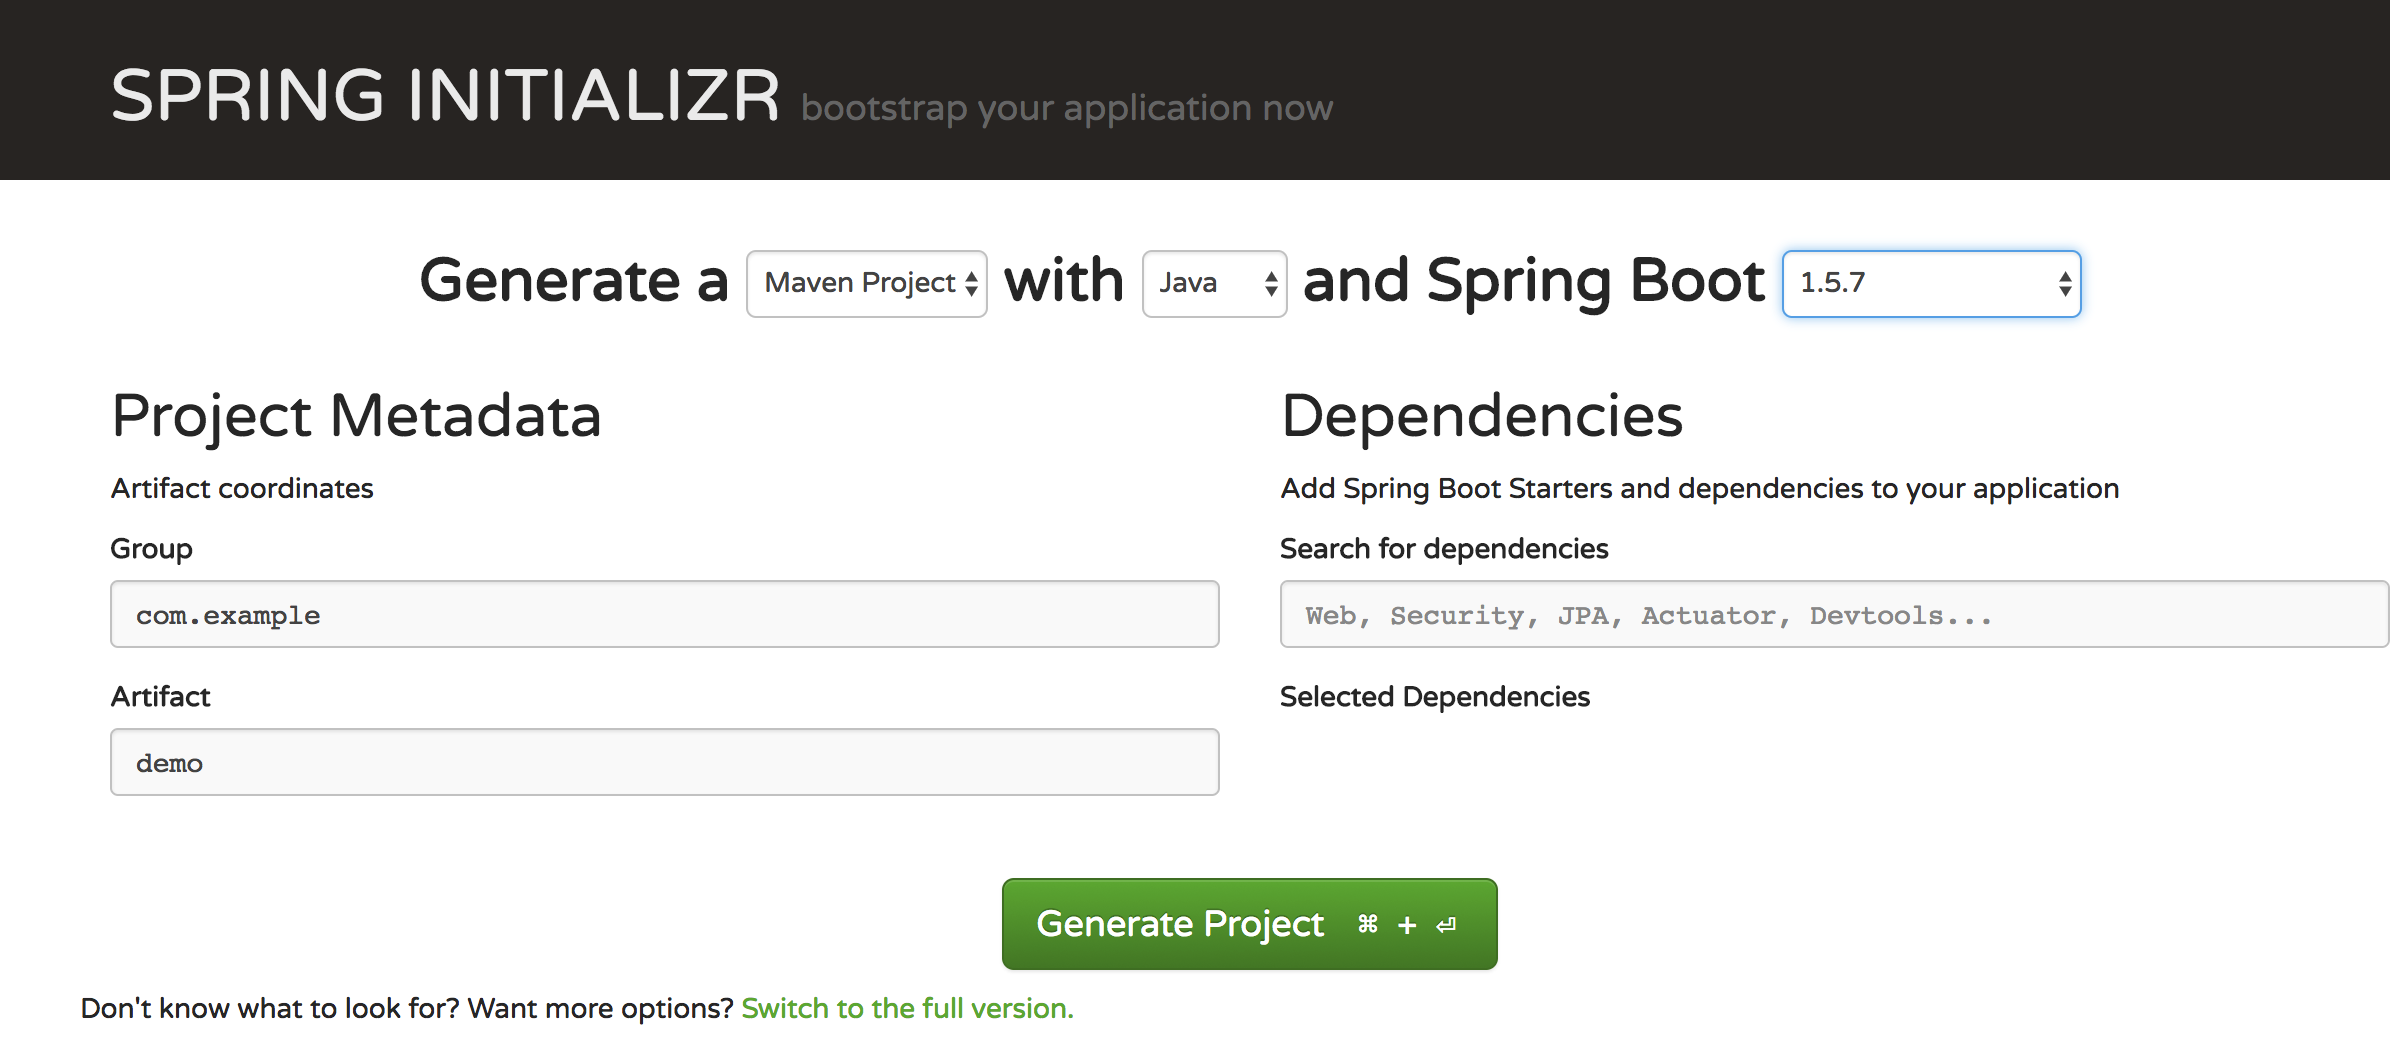 SPRING INITIALIZR bootstrap your application now
Generate a Maven Project with Java and Spring Boot 1.5.7
Project Metadata
Artifact coordinates
Group
com.example
Artifact
demo
Dependencies
Add Spring Boot Starters and dependencies to your application
Search for dependencies
Web, Security, JPA, Actuator, Devtools...
Selected Dependencies
Generate Project ⌘ + ⏎
Don't know what to look for? Want more options? Switch to the full version.